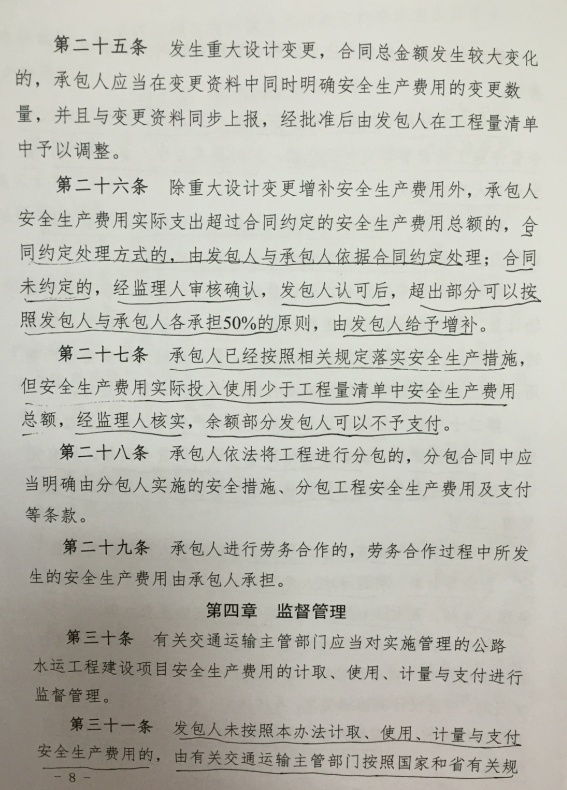 第二十五条 发生重大设计变更，合同总金额发生较大变化
的，承包人应当在变更资料中同时明确安全生产费用的变更数
量，并且与变更资料同步上报，经批准后由发包人在工程量清单
中予以调整。
第二十六条 除重大设计变更增补安全生产费用外，承包人
安全生产费用实际支出超过合同约定的安全生产费用总额的，合
同约定处理方式的，由发包人与承包人依据合同约定处理；合同
未约定的，经监理人审核确认，发包人认可后，超出部分可以按
照发包人与承包人各承担50%的原则，由发包人给予增补。
第二十七条 承包人已经按照相关规定落实安全生产措施，
但安全生产费用实际投入使用少于工程量清单中安全生产费用
总额，经监理人核实，余额部分发包人可以不予支付。
第二十八条 承包人依法将工程进行分包的，分包合同中应
当明确由分包人实施的安全措施、分包工程安全生产费用及支付
等条款。
第二十九条 承包人进行劳务合作的，劳务合作过程中所发
生的安全生产费用由承包人承担。
第四章 监督管理
第三十条 有关交通运输主管部门应当对实施管理的公路
水运工程建设项目安全生产费用的计取、使用、计量与支付进行
监督管理。
第三十一条 发包人未按照本办法计取、使用、计量与支付
安全生产费用的，由有关交通运输主管部门按照国家和省有关规
- 8 -